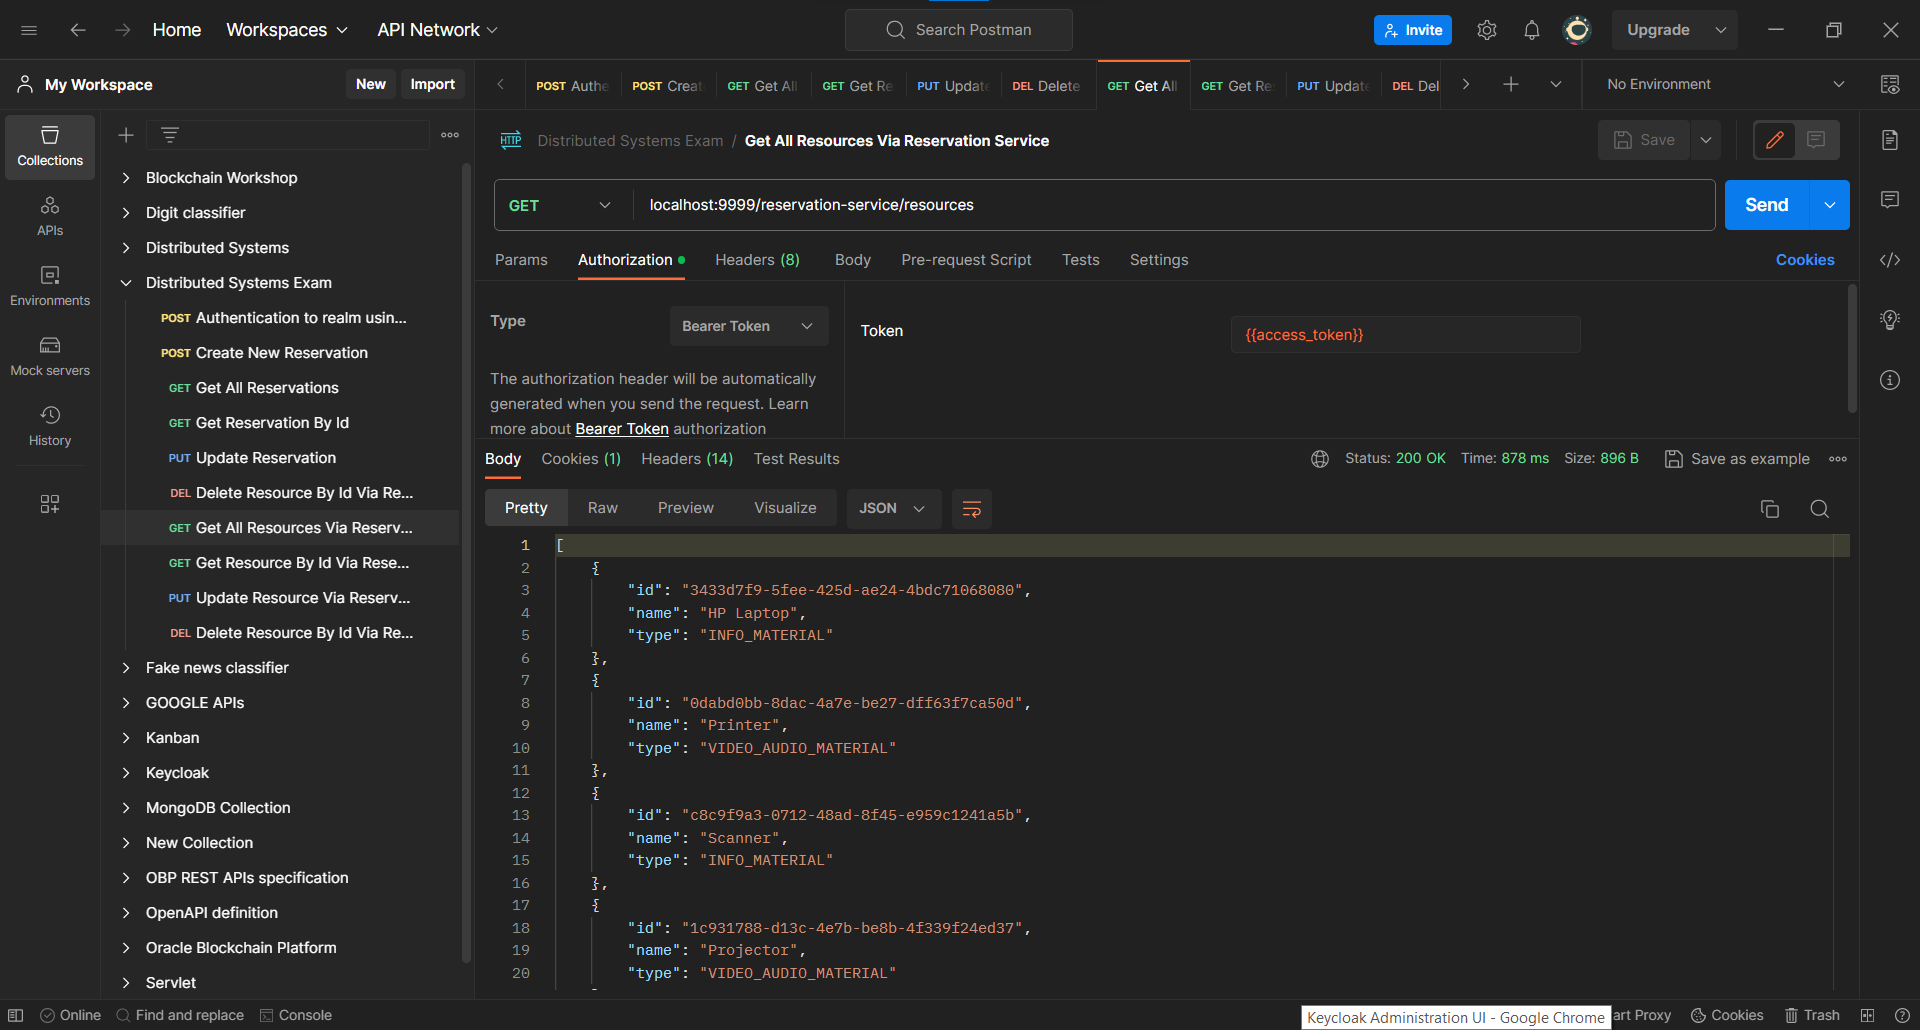 Home
Workspaces
API Network
Search Postman
Invite
Upgrade
My Workspace
New
Import
POST Authe
POST Creat
GET Get All
GET Get Re
PUT Update
DEL Delete
GET Get All
GET Get Re
PUT Update
DEL Del
No Environment
Collections
APIs
Environments
Mock servers
History
Blockchain Workshop
Digit classifier
Distributed Systems
Distributed Systems Exam
POST Authentication to realm usin...
POST Create New Reservation
GET Get All Reservations
GET Get Reservation By Id
PUT Update Reservation
DEL Delete Resource By Id Via Re...
GET Get All Resources Via Reserv...
GET Get Resource By Id Via Rese...
PUT Update Resource Via Reserv...
DEL Delete Resource By Id Via Re...
Fake news classifier
GOOGLE APIs
Kanban
Keycloak
MongoDB Collection
New Collection
OBP REST APIs specification
OpenAPI definition
Oracle Blockchain Platform
Servlet
HTTP Distributed Systems Exam / Get All Resources Via Reservation Service
Save
GET localhost:9999/reservation-service/resources
Send
Params Authorization Headers (8) Body Pre-request Script Tests Settings
Cookies
Type
Bearer Token
The authorization header will be automatically
generated when you send the request. Learn
more about Bearer Token authorization
Token
{{access_token}}
Body Cookies (1) Headers (14) Test Results
Status: 200 OK Time: 878 ms Size: 896 B
Save as example
Pretty Raw Preview Visualize
JSON
1 [
2 {
3 "id": "3433d7f9-5fee-425d-ae24-4bdc71068080",
4 "name": "HP Laptop",
5 "type": "INFO_MATERIAL"
6 },
7 {
8 "id": "0dabd0bb-8dac-4a7e-be27-dff63f7ca50d",
9 "name": "Printer",
10 "type": "VIDEO_AUDIO_MATERIAL"
11 },
12 {
13 "id": "c8c9f9a3-0712-48ad-8f45-e959c1241a5b",
14 "name": "Scanner",
15 "type": "INFO_MATERIAL"
16 },
17 {
18 "id": "1c931788-d13c-4e7b-be8b-4f339f24ed37",
19 "name": "Projector",
20 "type": "VIDEO_AUDIO_MATERIAL"
Online
Find and replace
Console
Keycloak Administration UI - Google Chrome
art Proxy
Cookies
Trash